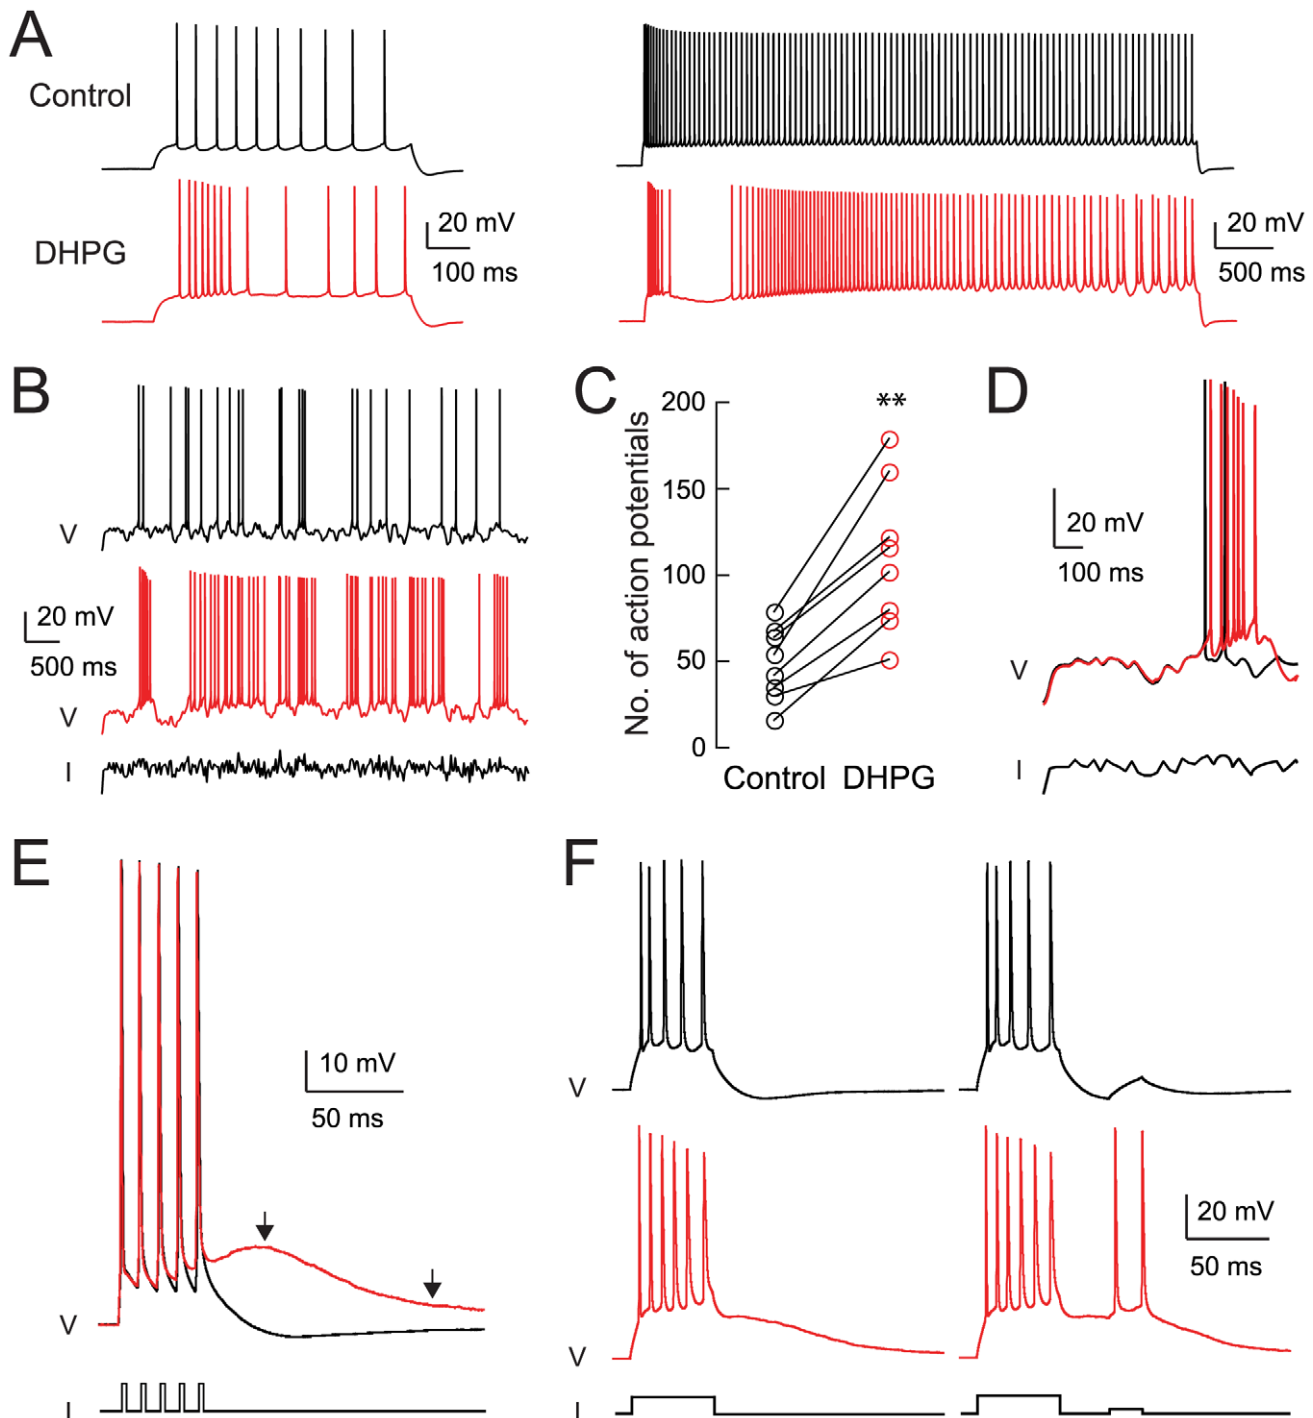 A
Control
DHPG
20 mV
100 ms
20 mV
500 ms
B
V
20 mV
500 ms
V
I
C
No. of action potentials
200
150
100
50
0
**
Control DHPG
D
20 mV
100 ms
V
I
E
10 mV
50 ms
V
I
F
V
V
20 mV
50 ms
I